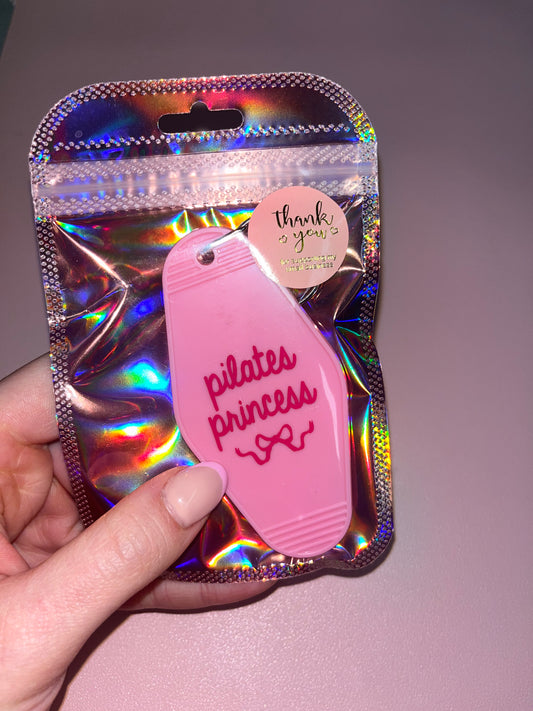 thank
you
pilates
princess